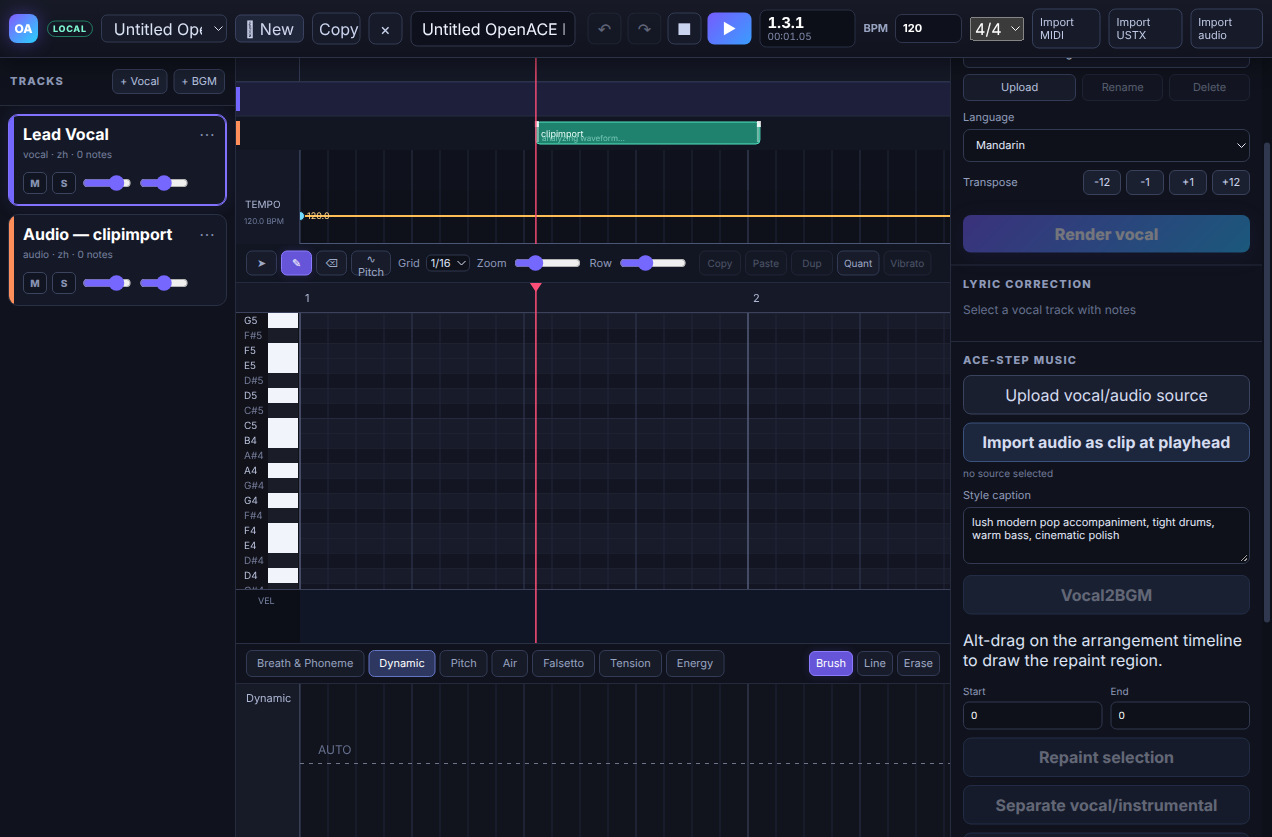 OA
LOCAL
Untitled Ope
New
Copy
×
Untitled OpenACE
1.3.1
00:01.05
BPM
120
4/4
Import MIDI
Import USTX
Import audio
TRACKS
+ Vocal
+ BGM
Lead Vocal
vocal · zh · 0 notes
M
S
Audio — clipimport
audio · zh · 0 notes
M
S
clipimport
analyzing waveform...
TEMPO
120.0 BPM
120.0
Pitch
Grid
1/16
Zoom
Row
Copy
Paste
Dup
Quant
Vibrato
1
2
G5
F#5
F5
E5
D#5
D5
C#5
C5
B4
A#4
A4
G#4
G4
F#4
F4
E4
D#4
D4
VEL
Breath & Phoneme
Dynamic
Pitch
Air
Falsetto
Tension
Energy
Brush
Line
Erase
Dynamic
AUTO
Upload
Rename
Delete
Language
Mandarin
Transpose
-12
-1
+1
+12
Render vocal
LYRIC CORRECTION
Select a vocal track with notes
ACE-STEP MUSIC
Upload vocal/audio source
Import audio as clip at playhead
no source selected
Style caption
lush modern pop accompaniment, tight drums,
warm bass, cinematic polish
Vocal2BGM
Alt-drag on the arrangement timeline
to draw the repaint region.
Start
End
0
0
Repaint selection
Separate vocal/instrumental